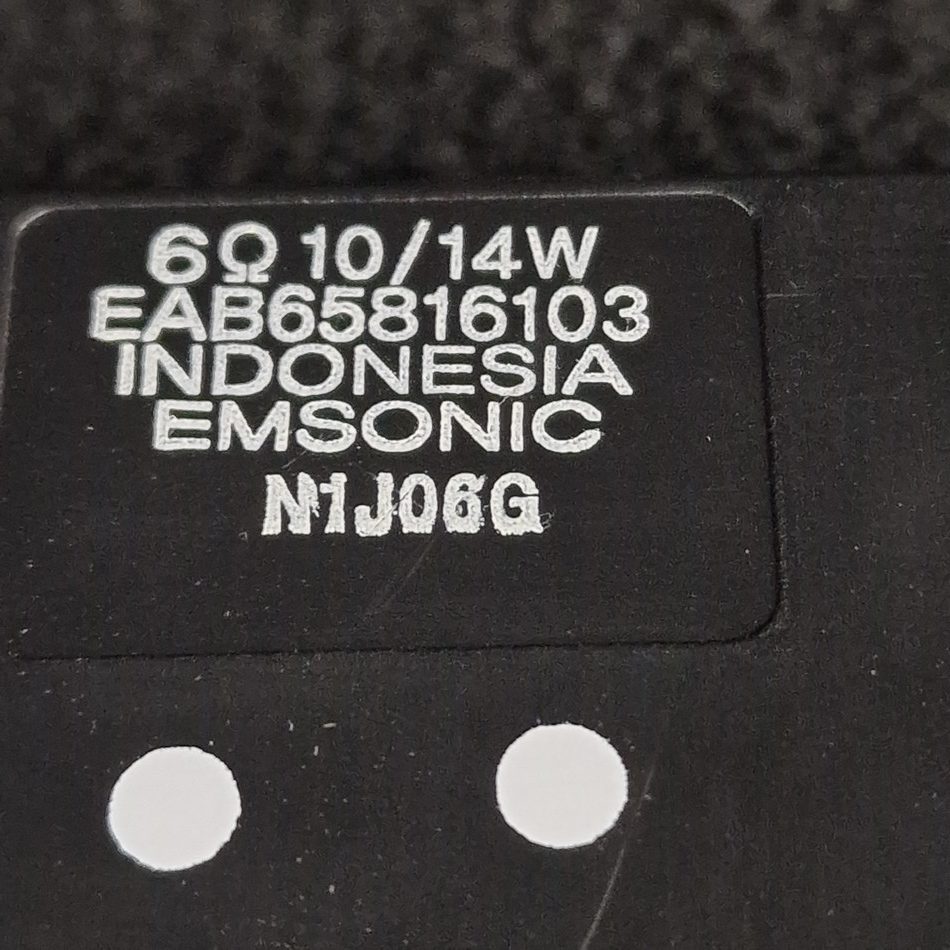 6Ω 10/14W
EAB65816103
INDONESIA
EMSONIC
N1J06G